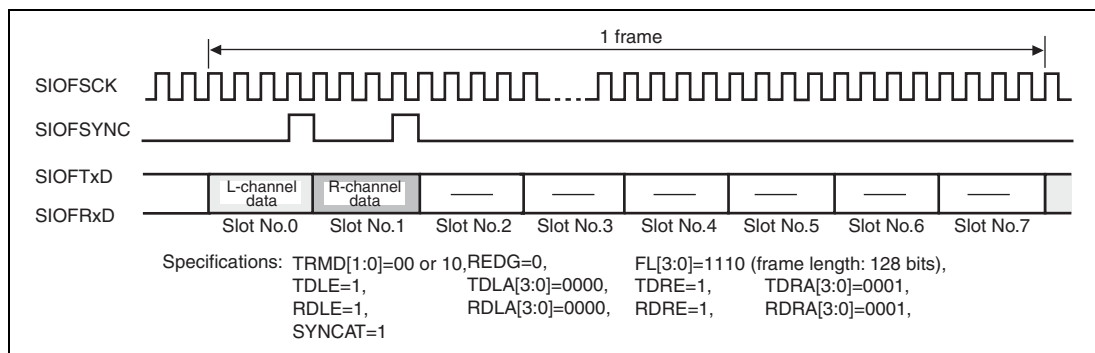 1 frame
SIOFSCK
SIOFSYNC
SIOFTxD
SIOFRxD
L-channel
data
R-channel
data
Slot No.0 Slot No.1 Slot No.2 Slot No.3 Slot No.4 Slot No.5 Slot No.6 Slot No.7
Specifications: TRMD[1:0]=00 or 10, REDG=0, FL[3:0]=1110 (frame length: 128 bits),
TDLE=1, TDLA[3:0]=0000, TDRE=1, TDRA[3:0]=0001,
RDLE=1, RDLA[3:0]=0000, RDRE=1, RDRA[3:0]=0001,
SYNCAT=1